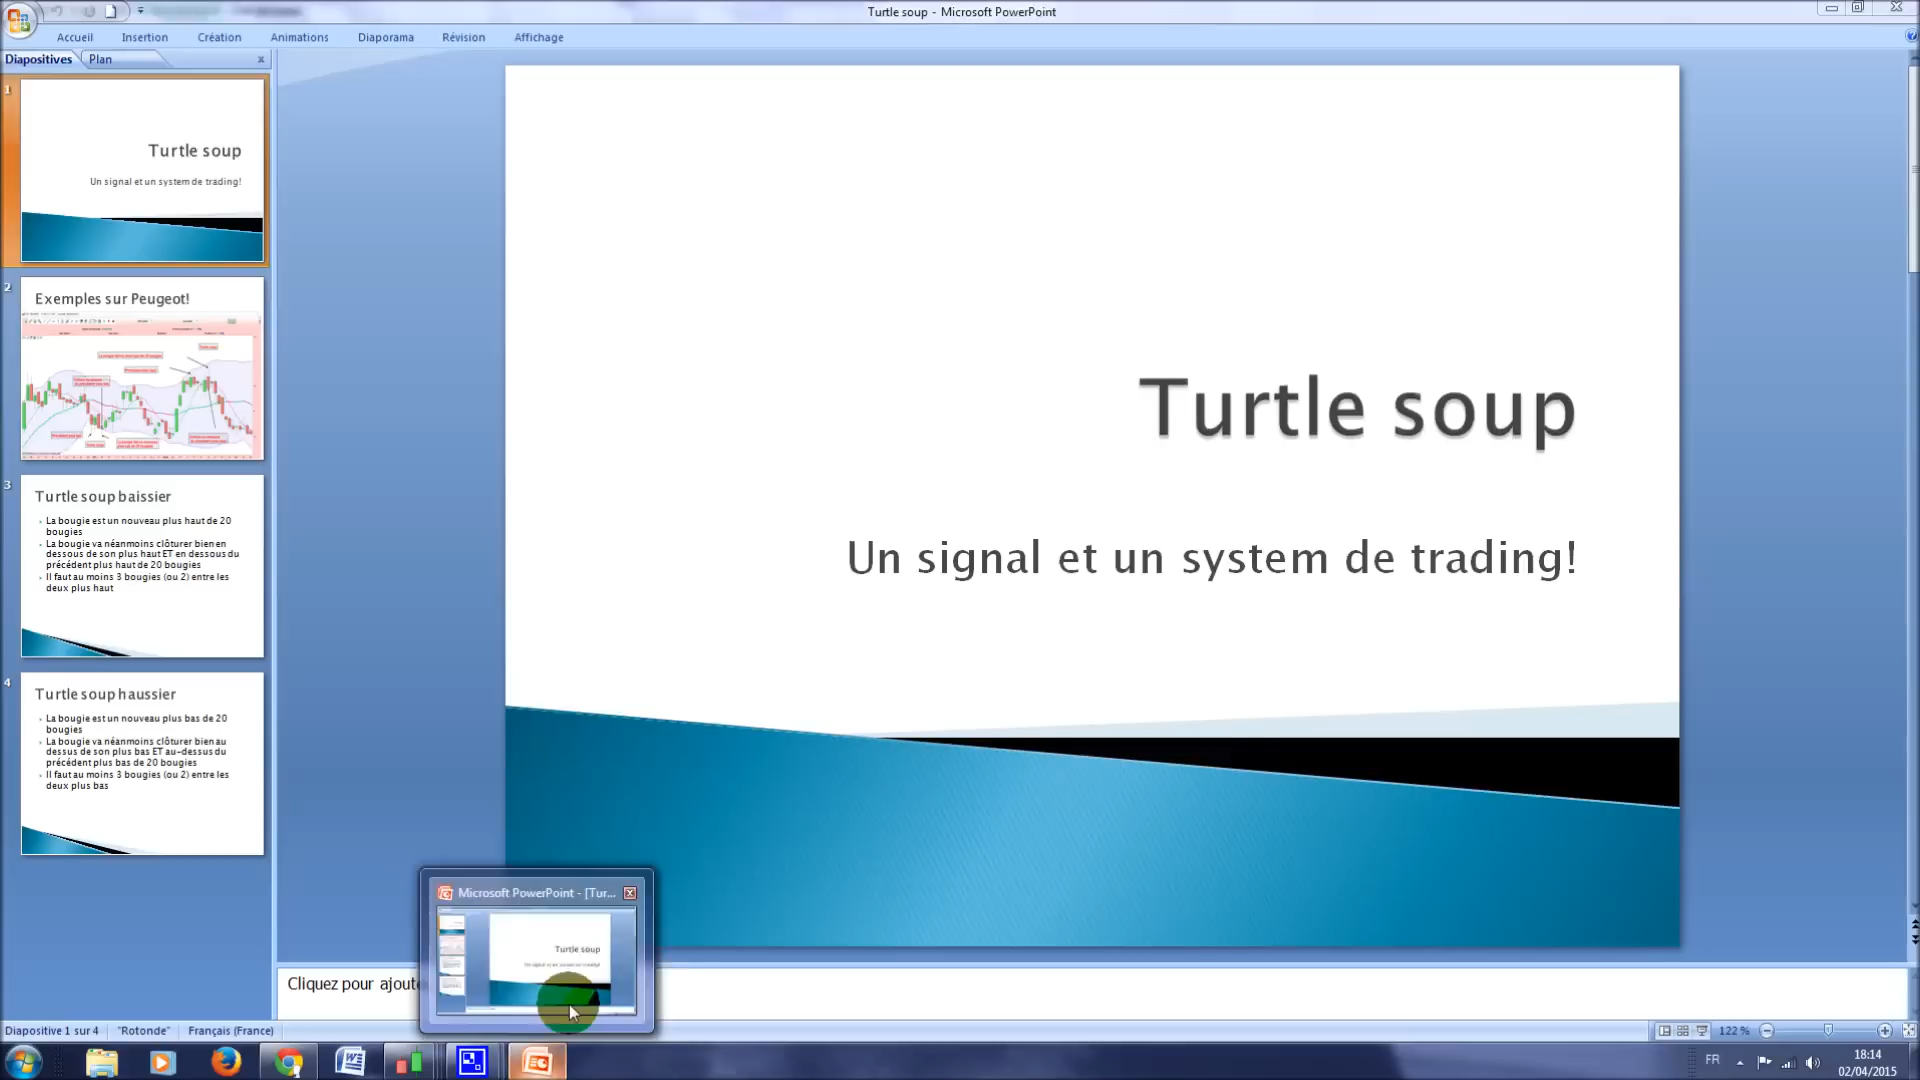 Turtle soup - Microsoft PowerPoint
Accueil
Insertion
Création
Animations
Diaporama
Révision
Affichage
Diapositives
Plan
1
Turtle soup
Un signal et un system de trading!
2
Exemples sur Peugeot!
3
Turtle soup baissier
La bougie est un nouveau plus haut de 20
bougies
La bougie va néanmoins clôturer bien en
dessous de son plus haut ET en dessous du
précédent plus haut de 20 bougies
Il faut au moins 3 bougies (ou 2) entre les
deux plus haut
4
Turtle soup haussier
La bougie est un nouveau plus bas de 20
bougies
La bougie va néanmoins clôturer bien au
dessus de son plus bas ET au-dessus du
précédent plus bas de 20 bougies
Il faut au moins 3 bougies (ou 2) entre les
deux plus bas
Turtle soup
Un signal et un system de trading!
Microsoft PowerPoint - [Tur...
Turtle soup
Cliquez pour ajoute
Diapositive 1 sur 4
"Rotonde"
Français (France)
122 %
FR
18:14
02/04/2015